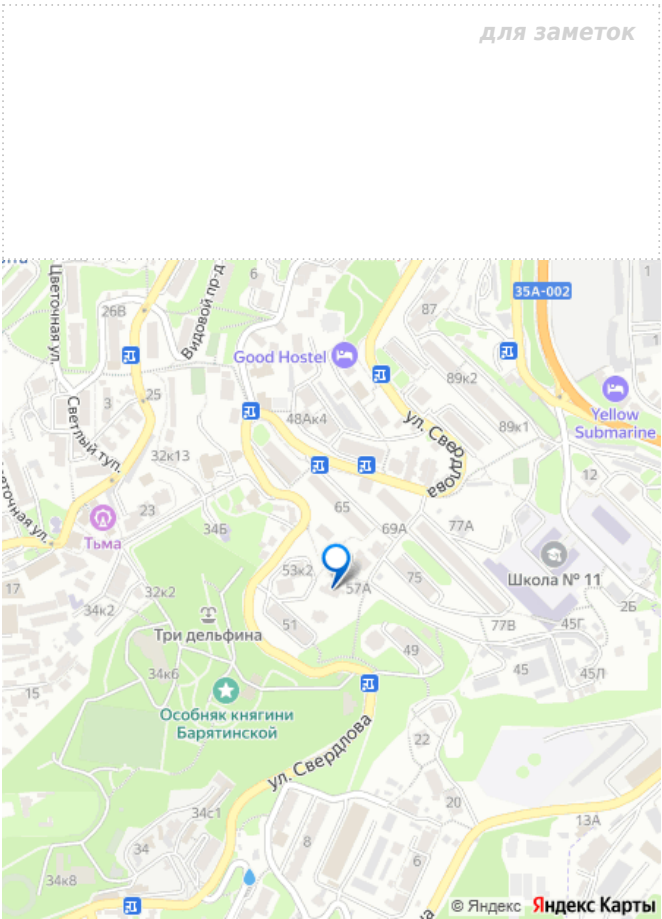 для заметок
Цветочная ул.
Видовой пр-д
6
35А-002
1
26В
87
Good Hostel
89к2
3
25
Yellow
Submarine
Светлый туп.
48Ак4
ул. Свердлова
89к1
32к13
12
Цветочная ул.
23
34Б
65
69А
77А
Тьма
Школа № 11
17
32к2
53к2
57А
75
34к2
2Б
Три дельфина
51
77В
45Г
49
34к6
45
45Л
15
Особняк княгини
Барятинской
22
ул. Свердлова
20
34с1
13А
34
8
6
34к8
© Яндекс Яндекс Карты